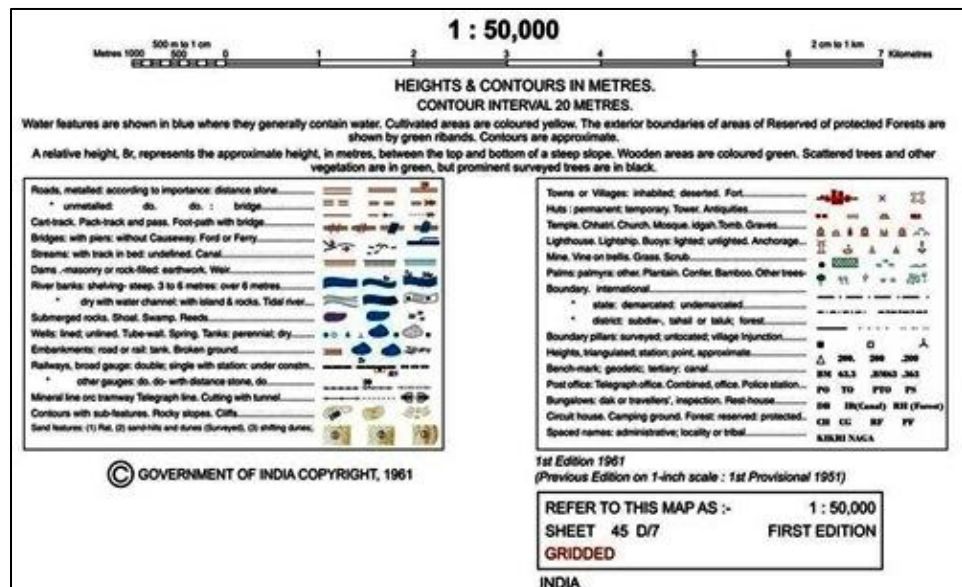 1 : 50,000
500 m to 1 cm 2 cm to 1 km
Metres 1000 500 0 1 2 3 4 5 6 7 Kilometres
HEIGHTS & CONTOURS IN METRES.
CONTOUR INTERVAL 20 METRES.
Water features are shown in blue where they generally contain water. Cultivated areas are coloured yellow. The exterior boundaries of areas of Reserved of protected Forests are
shown by green ribands. Contours are approximate.
A relative height, 8r, represents the approximate height, in metres, between the top and bottom of a steep slope. Wooden areas are coloured green. Scattered trees and other
vegetation are in green, but prominent surveyed trees are in black.
Roads, metalled: according to importance: distance stone
" unmetalled: do. do. : bridge
Cart-track. Pack-track and pass. Foot-path with bridge
Bridges: with piers: without Causeway. Ford or Ferry
Streams: with track in bed: undefined. Canal
Dams .-masonry or rock-filled: earthwork. Weir
River banks: shelving- steep. 3 to 6 metres: over 6 metres
" dry with water channel: with island & rocks. Tidal river
Submerged rocks. Shoal. Swamp. Reeds
Wells: lined; unlined. Tube-wall. Spring. Tanks: perennial; dry
Embankments: road or rail: tank. Broken ground
Railways, broad gauge: double; single with station: under constrn
" other gauges: do. do- wrth distance stone, do
Mineral line orc tramway Telegraph line. Cutting with tunnel
Contours with sub-features. Rocky slopes. Cliffs
Sand features: (1) Rat, (2) sand-hills and dunes (Surveyed), (3) shifting dunes,
Towns or Villages: inhabited; deserted. Fort
Huts : permanent; temporary. Tower. Antiquities
Temple. Chhatri. Church. Mosque. Idgah. Tomb. Graves
Lighthouse. Lightship. Buoys: lighted; unlighted. Anchorage
Mine. Vine on trellis. Grass. Scrub
Palms: palmyra: other. Plantain. Confer. Bamboo. Other trees-
Boundary. international
" state: demarcated: undemarcated
" district: subdiw-, tahsil or taluk; forest
Boundary pillars: surveyed; unlocated; village Injunction
Heights, triangulated; station; point, approximate 200. 200 .200
Bench-mark; geodetic; tertiary; canal BM 63.3 .BM63 .363
Post office: Telegraph office. Combined, office. Police station PO TO PTO PS
Bungalows: dak or travellers', inspection. Rest-house DB IB(Canal) RH (Forest)
Circuit house. Camping ground. Forest: reserved: protected CH CG RF PF
Spaced names: administrative; locality or tribal KIKRI NAGA
© GOVERNMENT OF INDIA COPYRIGHT, 1961
1st Edition 1961
(Previous Edition on 1-inch scale : 1st Provisional 1951)
REFER TO THIS MAP AS :- 1 : 50,000
SHEET 45 D/7 FIRST EDITION
GRIDDED
INDIA